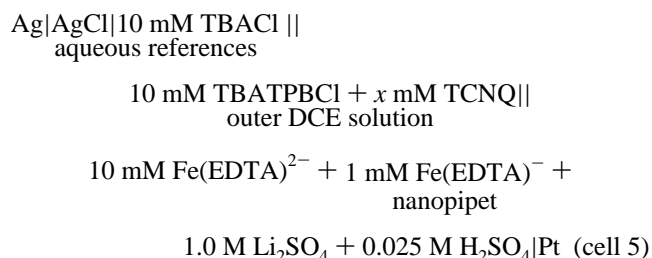 Ag|AgCl|10 mM TBACl ||
aqueous references
10 mM TBATPBCl + x mM TCNQ||
outer DCE solution
10 mM Fe(EDTA)²⁻ + 1 mM Fe(EDTA)⁻ +
nanopipet
1.0 M Li₂SO₄ + 0.025 M H₂SO₄|Pt (cell 5)